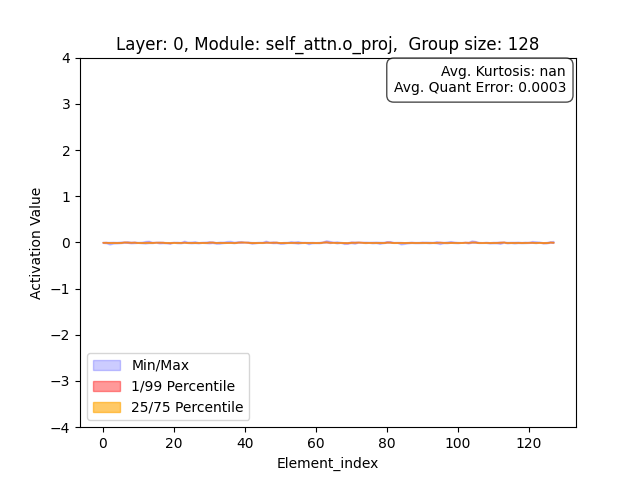 Layer: 0, Module: self_attn.o_proj,  Group size: 128
Avg. Kurtosis: nan
Avg. Quant Error: 0.0003
Activation Value
4
3
2
1
0
−1
−2
−3
−4
Min/Max
1/99 Percentile
25/75 Percentile
0 20 40 60 80 100 120
Element_index